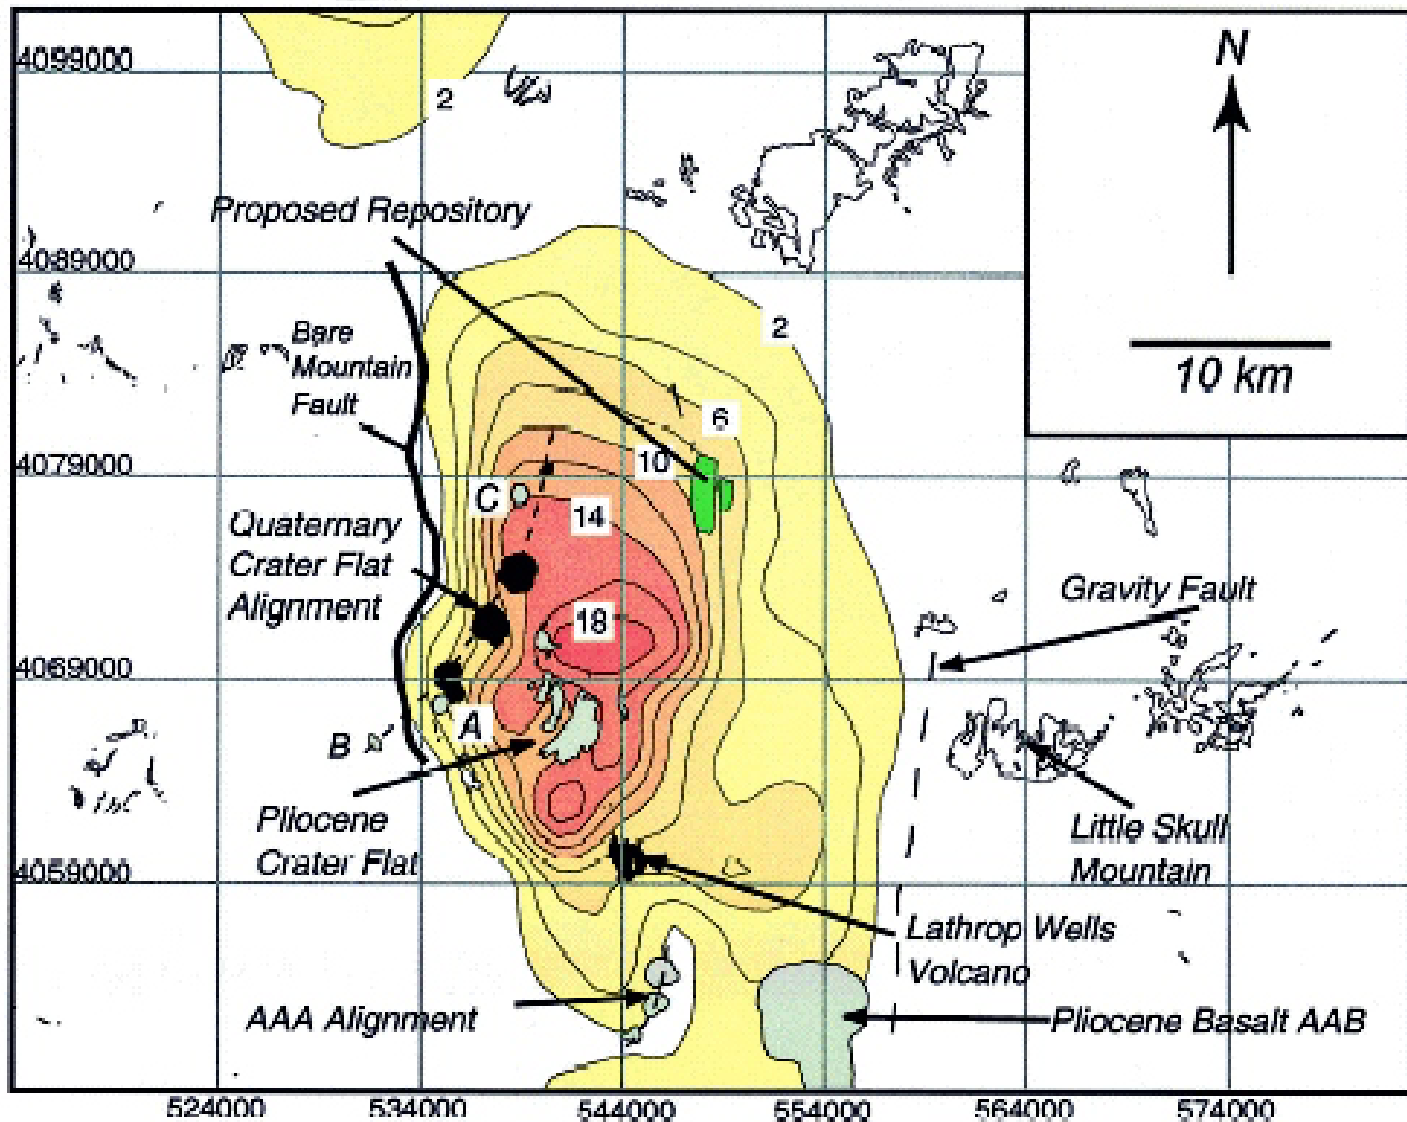 4099000
N
2
10 km
Proposed Repository
4089000
2
Bare
Mountain
Fault
6
10
4079000
C
14
Quaternary
Crater Flat
Alignment
Gravity Fault
18
4069000
A
B
Pliocene
Crater Flat
Little Skull
Mountain
4059000
Lathrop Wells
Volcano
AAA Alignment
Pliocene Basalt AAB
524000
534000
544000
554000
564000
574000